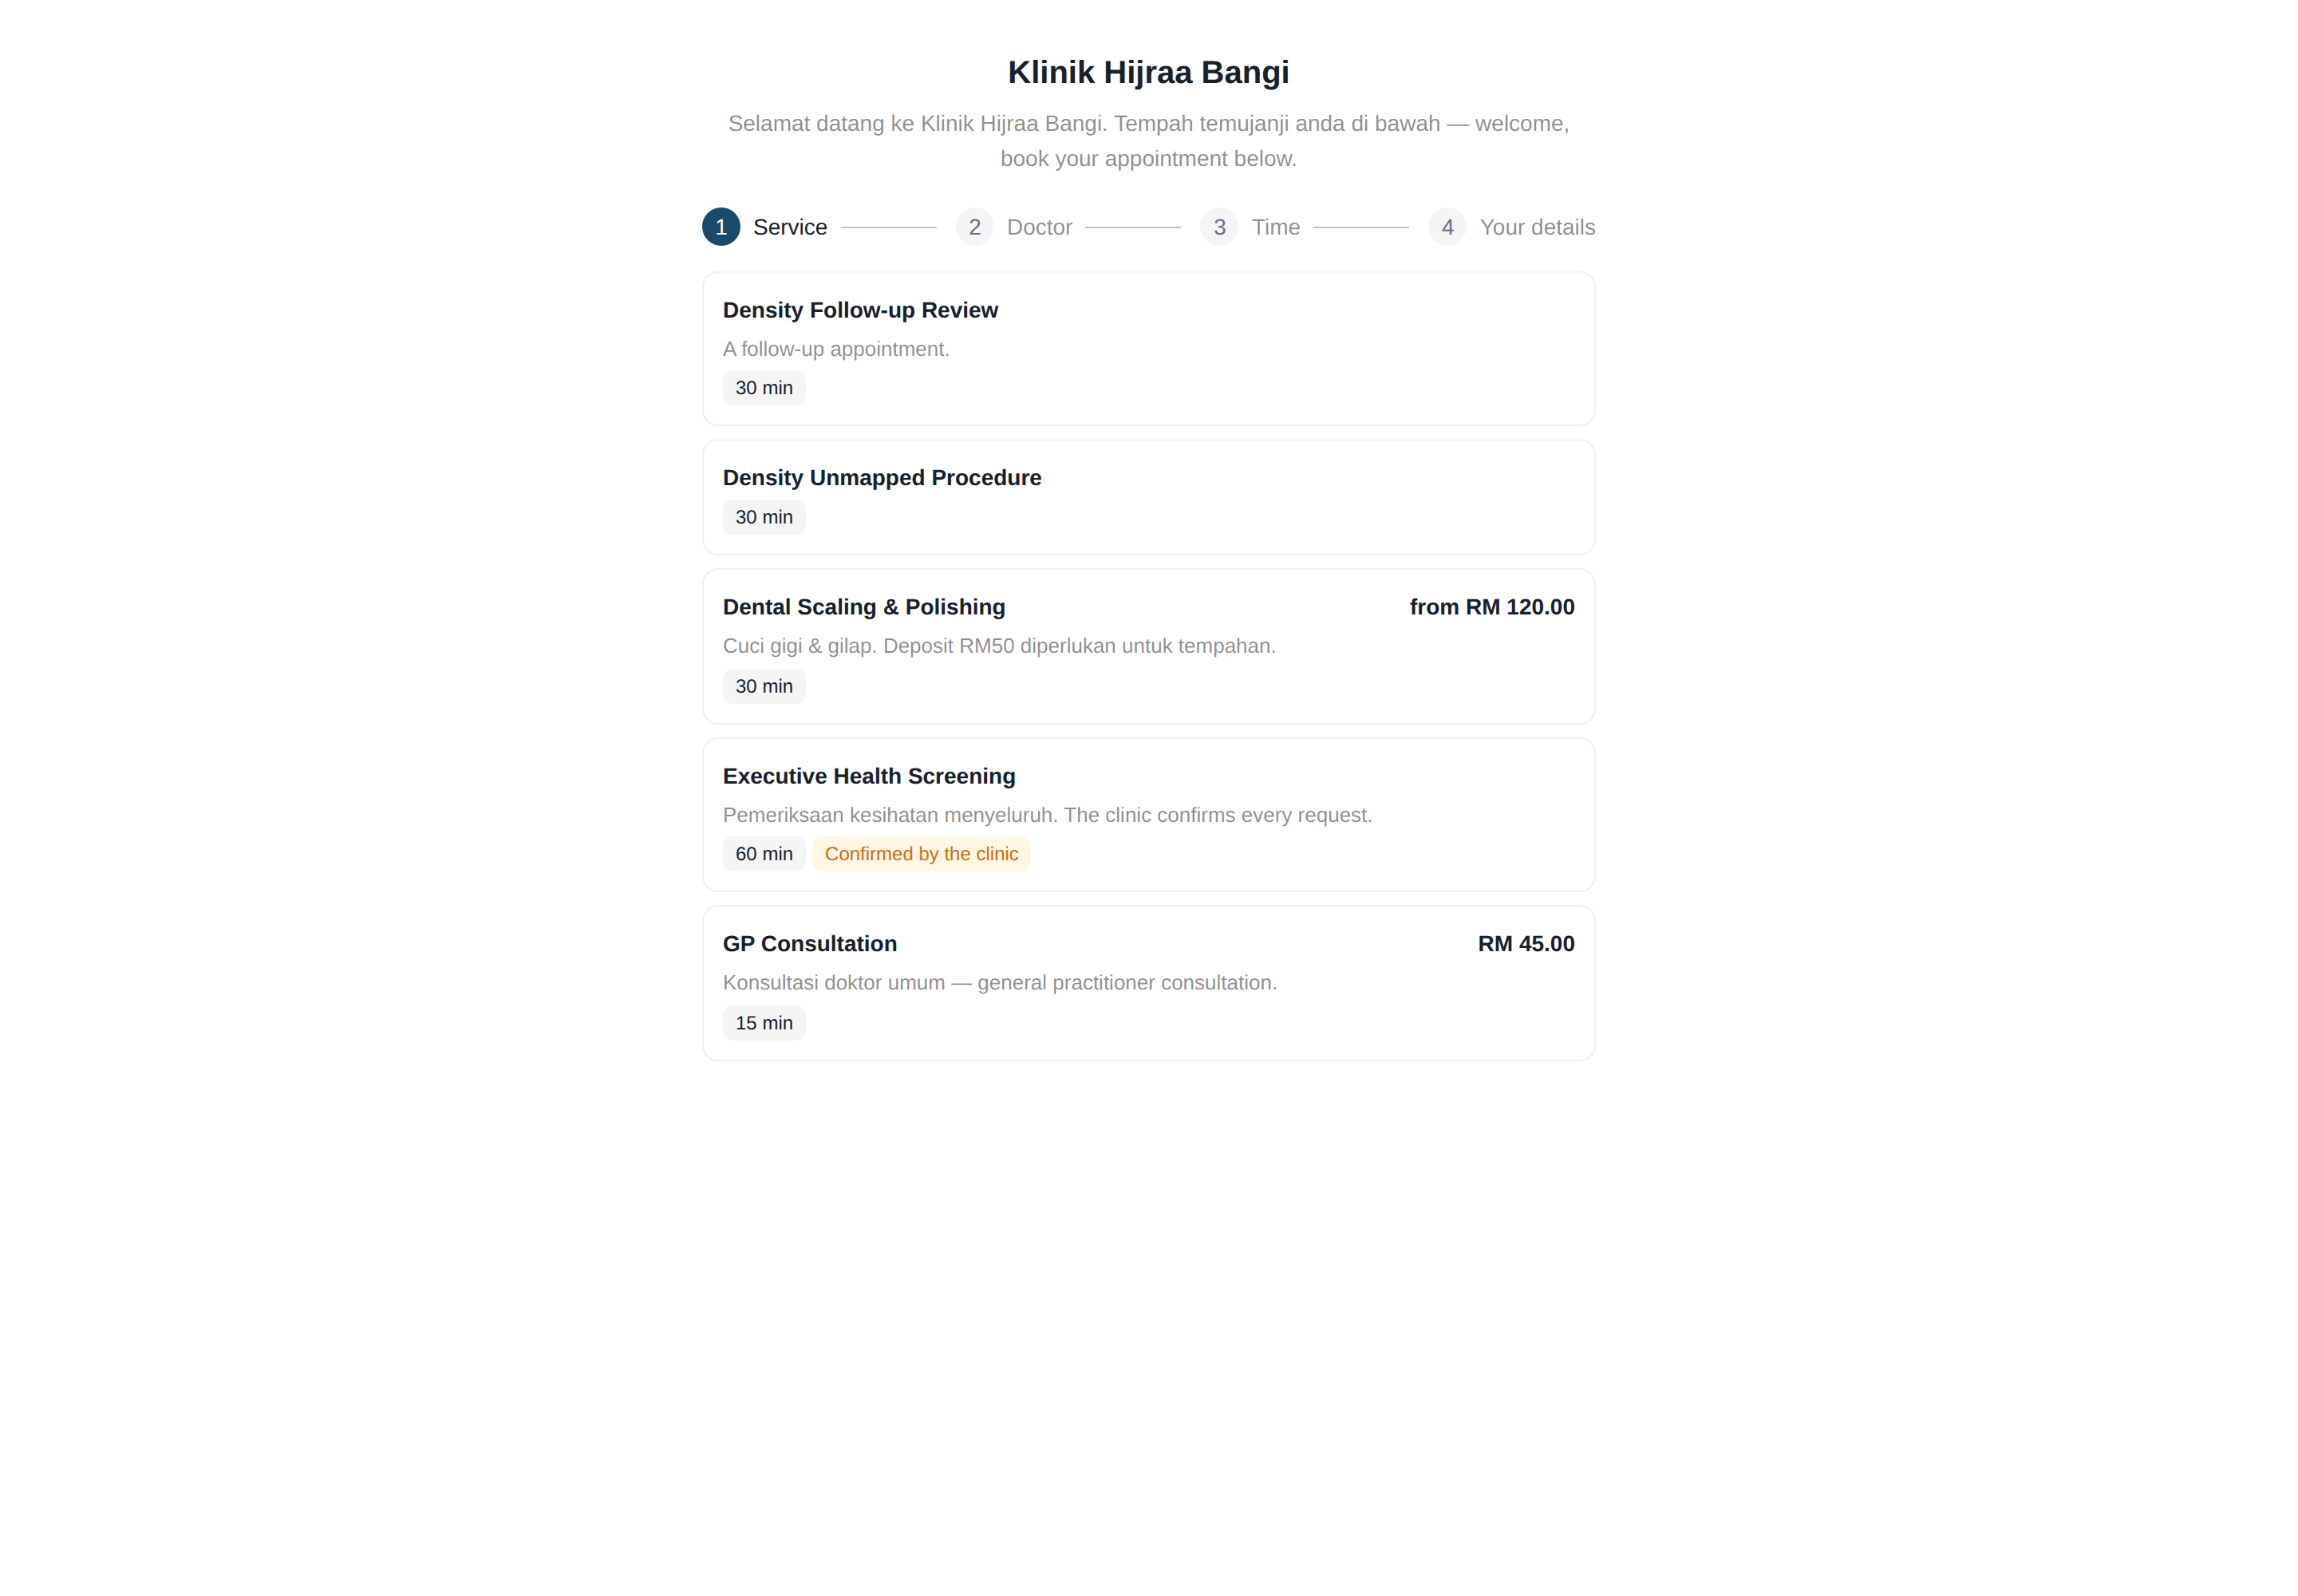 Klinik Hijraa Bangi
Selamat datang ke Klinik Hijraa Bangi. Tempah temujanji anda di bawah — welcome,
book your appointment below.
1 Service 2 Doctor 3 Time 4 Your details
Density Follow-up Review
A follow-up appointment.
30 min
Density Unmapped Procedure
30 min
Dental Scaling & Polishing from RM 120.00
Cuci gigi & gilap. Deposit RM50 diperlukan untuk tempahan.
30 min
Executive Health Screening
Pemeriksaan kesihatan menyeluruh. The clinic confirms every request.
60 min Confirmed by the clinic
GP Consultation RM 45.00
Konsultasi doktor umum — general practitioner consultation.
15 min